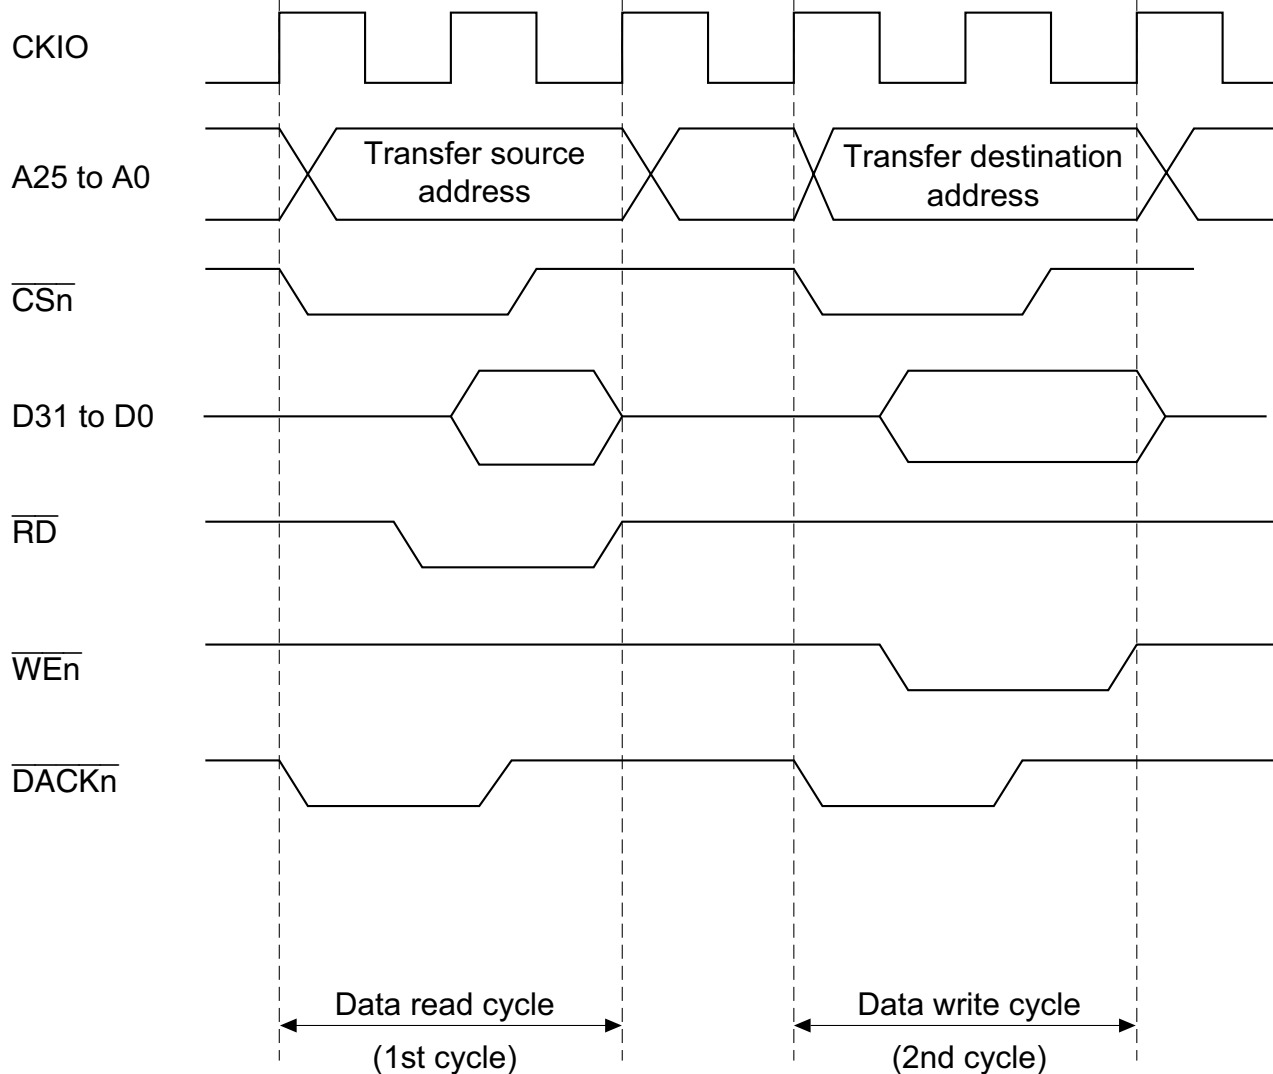 CKIO
A25 to A0
Transfer source
address
Transfer destination
address
CSn
D31 to D0
RD
WEn
DACKn
Data read cycle
(1st cycle)
Data write cycle
(2nd cycle)